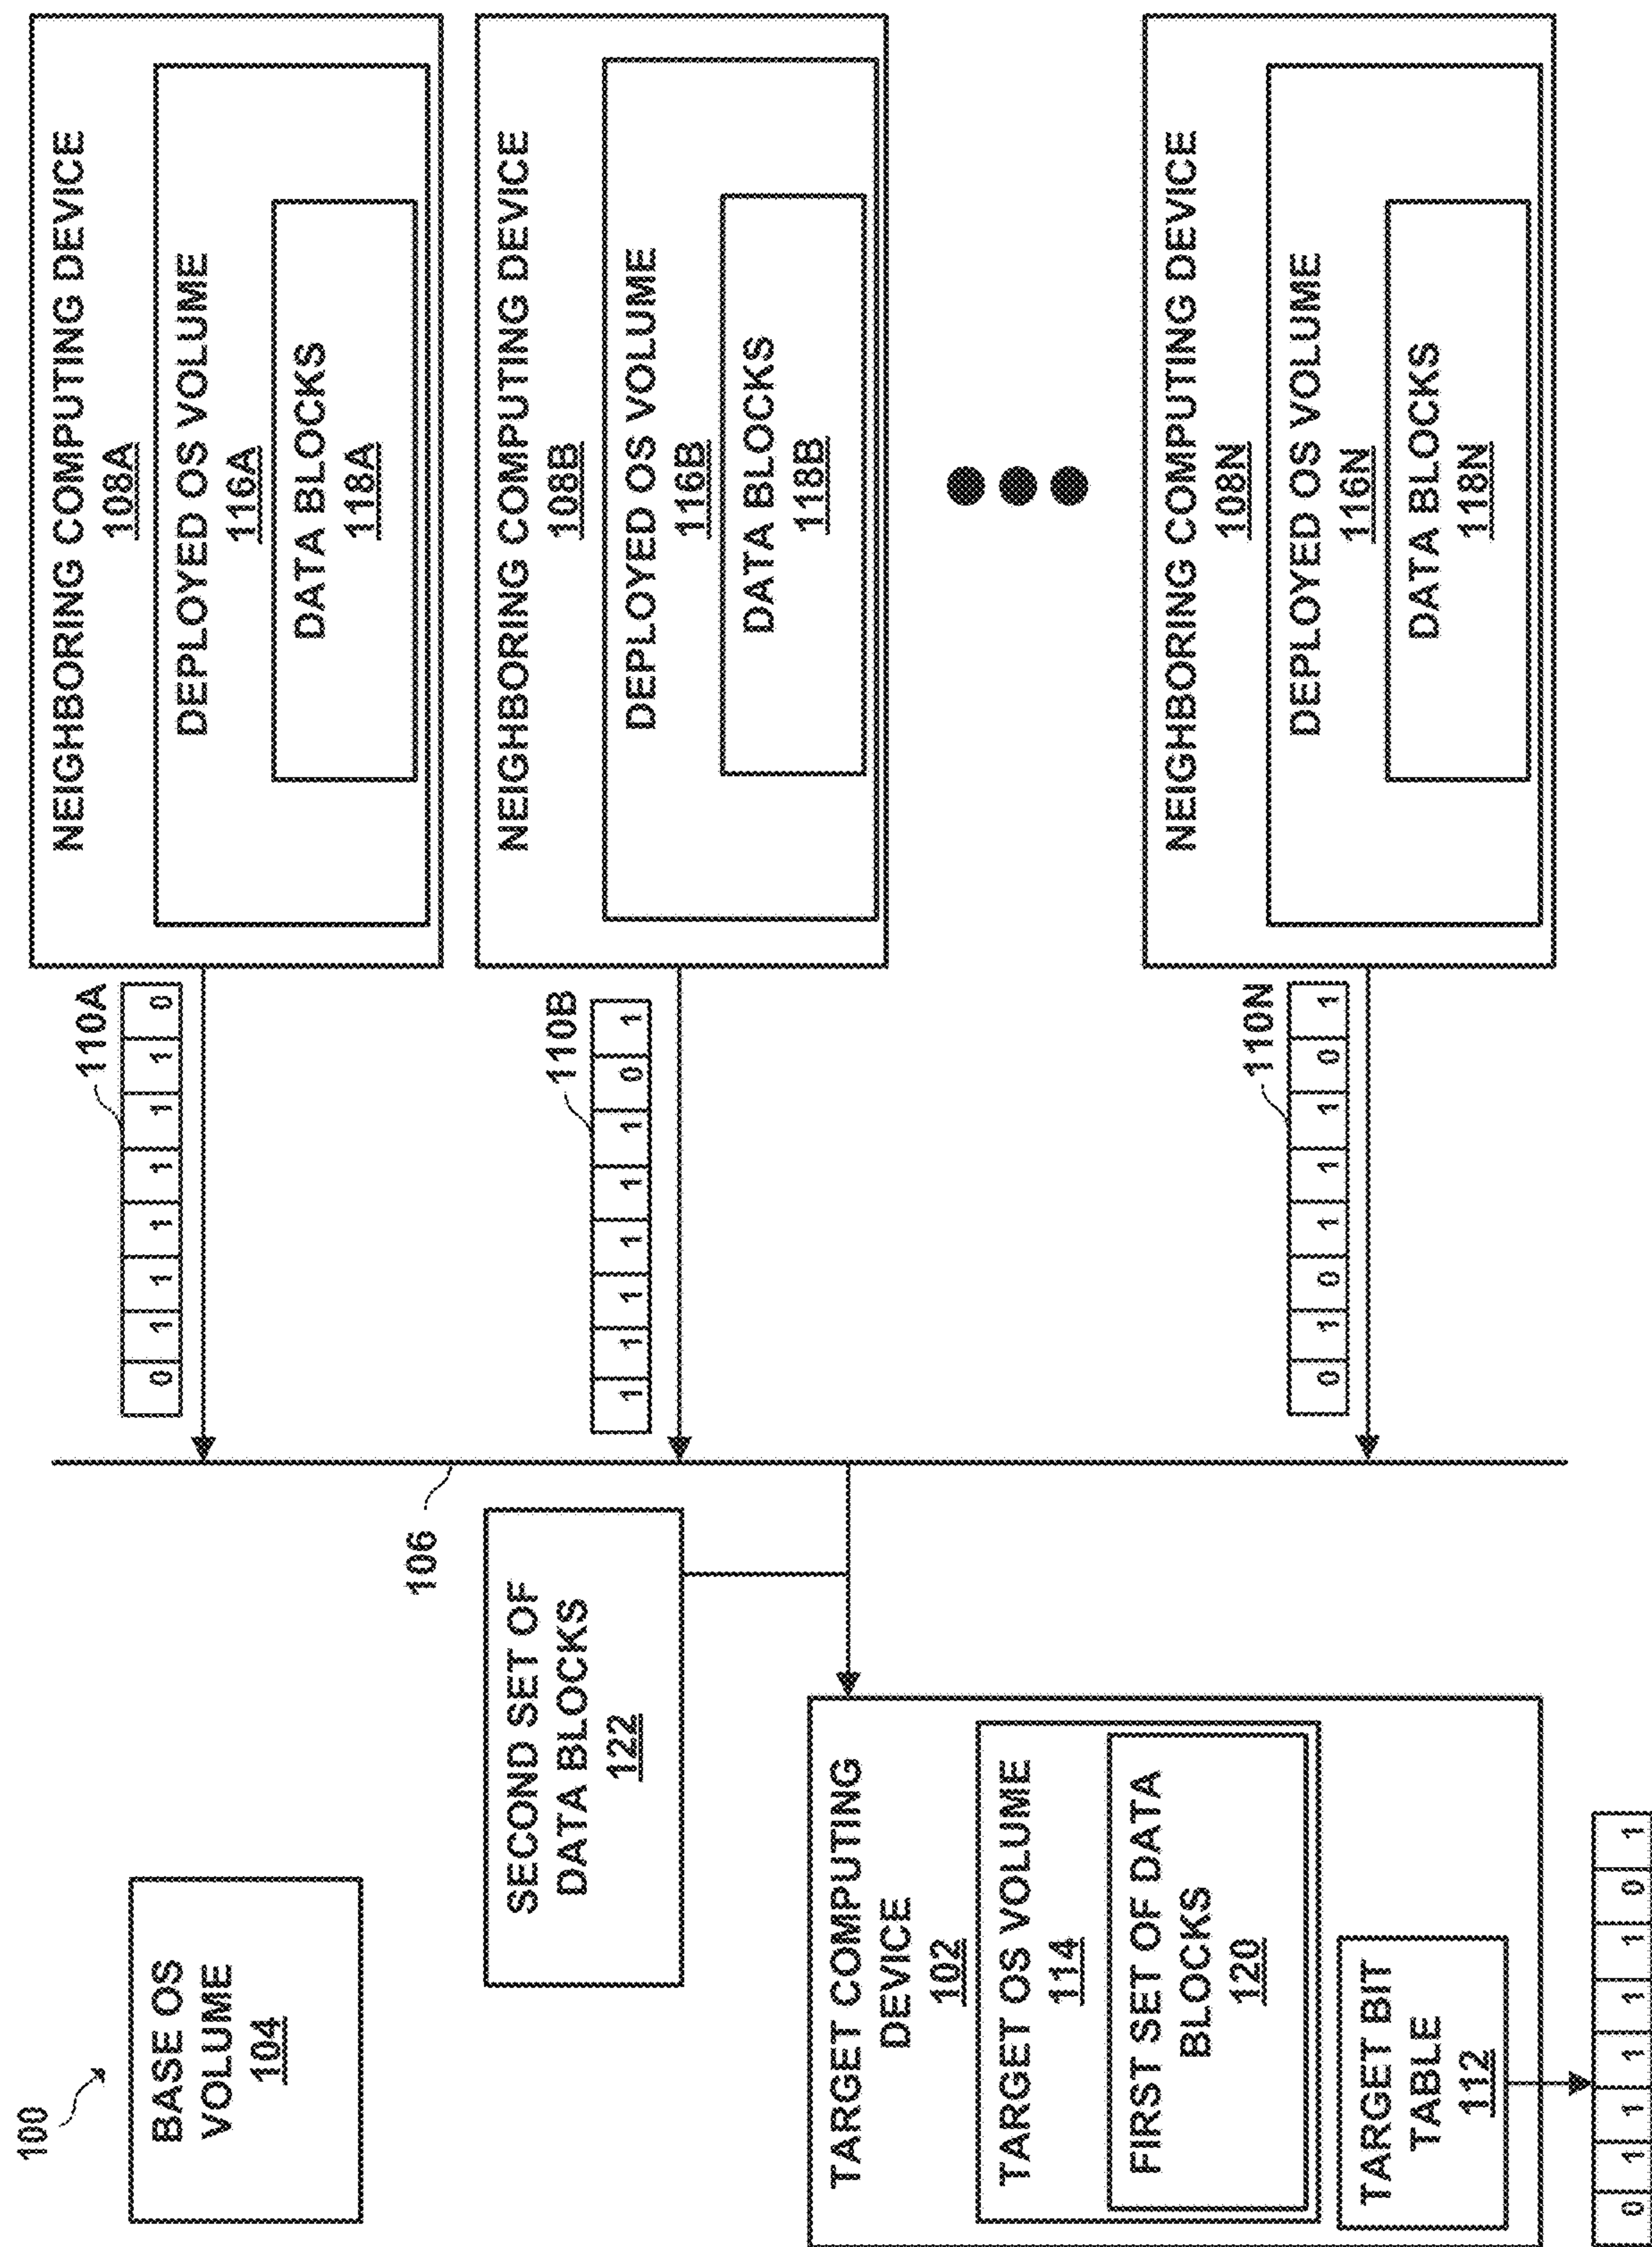 100
BASE OS
VOLUME
104
SECOND SET OF
DATA BLOCKS
122
106
TARGET COMPUTING
DEVICE
102
TARGET OS VOLUME
114
FIRST SET OF DATA
BLOCKS
120
TARGET BIT
TABLE
112
0 1 1 1 1 1 0 1
110A
0 1 1 1 1 1 1 0
NEIGHBORING COMPUTING DEVICE
108A
DEPLOYED OS VOLUME
116A
DATA BLOCKS
118A
110B
1 1 1 1 1 1 0 1
NEIGHBORING COMPUTING DEVICE
108B
DEPLOYED OS VOLUME
116B
DATA BLOCKS
118B
110N
0 1 0 1 1 1 0 1
NEIGHBORING COMPUTING DEVICE
108N
DEPLOYED OS VOLUME
116N
DATA BLOCKS
118N